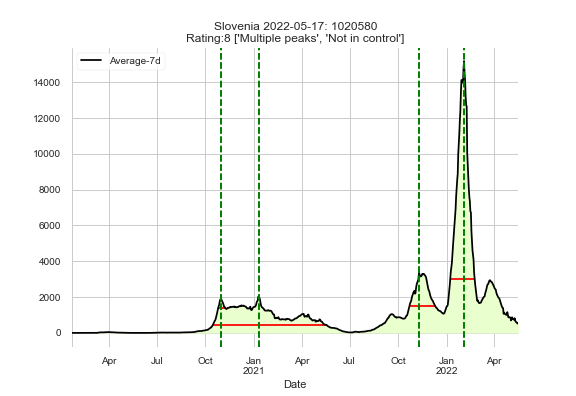 Slovenia 2022-05-17: 1020580
Rating:8 ['Multiple peaks', 'Not in control']
Average-7d
14000
12000
10000
8000
6000
4000
2000
0
Apr Jul Oct Jan Apr Jul Oct Jan Apr
2021 2022
Date